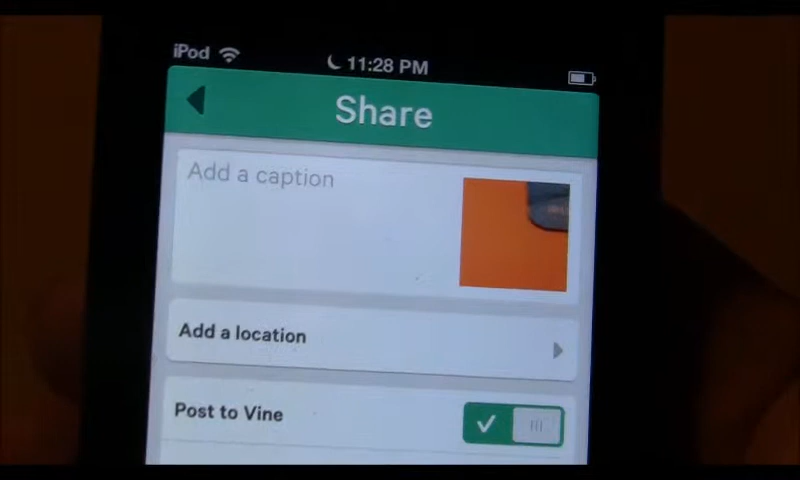 iPod 11:28 PM
Share
Add a caption
Add a location
Post to Vine